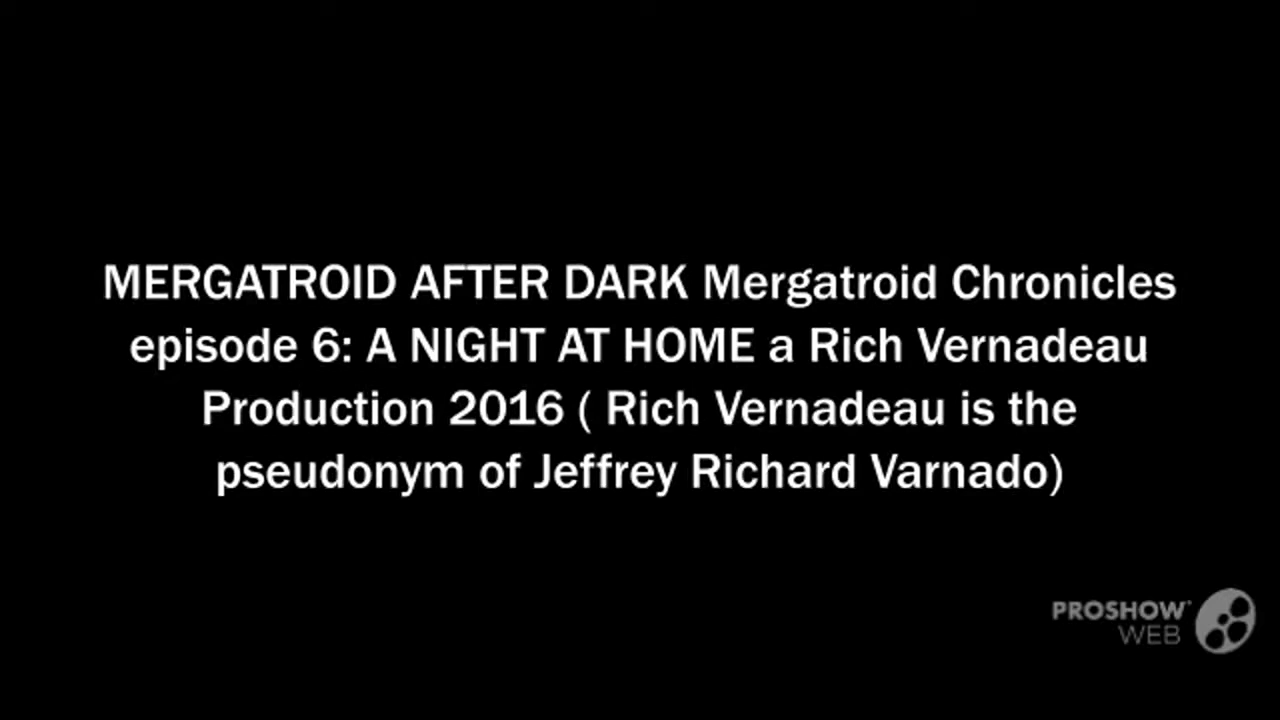 MERGATROID AFTER DARK Mergatroid Chronicles
episode 6: A NIGHT AT HOME a Rich Vernadeau
Production 2016 ( Rich Vernadeau is the
pseudonym of Jeffrey Richard Varnado)
PROSHOW
WEB